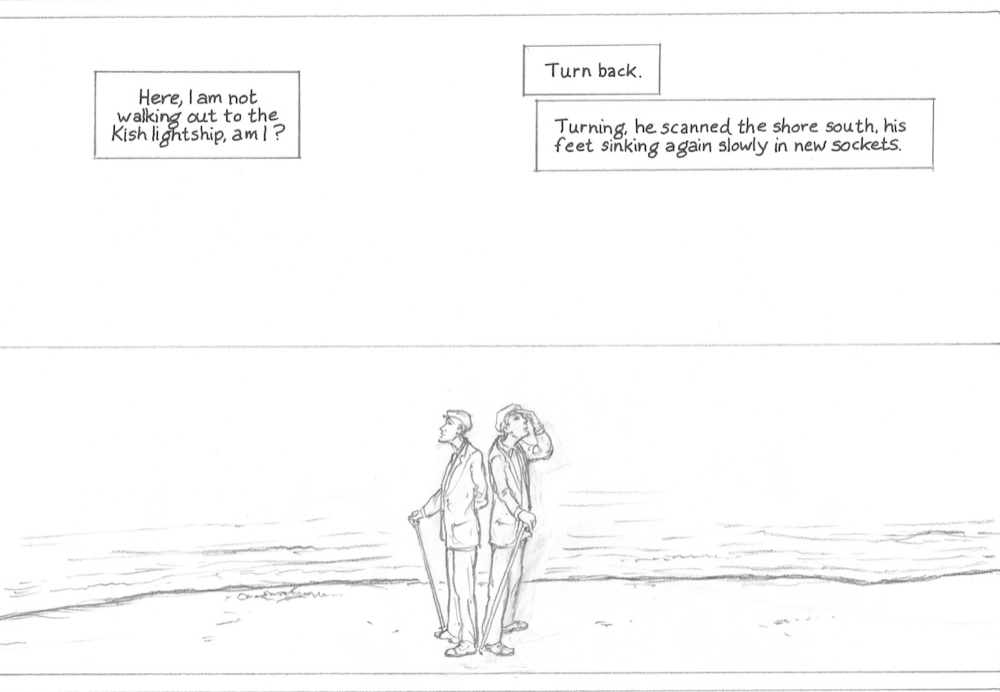 Here, I am not
walking out to the
Kish lightship, am I?
Turn back.
Turning, he scanned the shore south, his
feet sinking again slowly in new sockets.